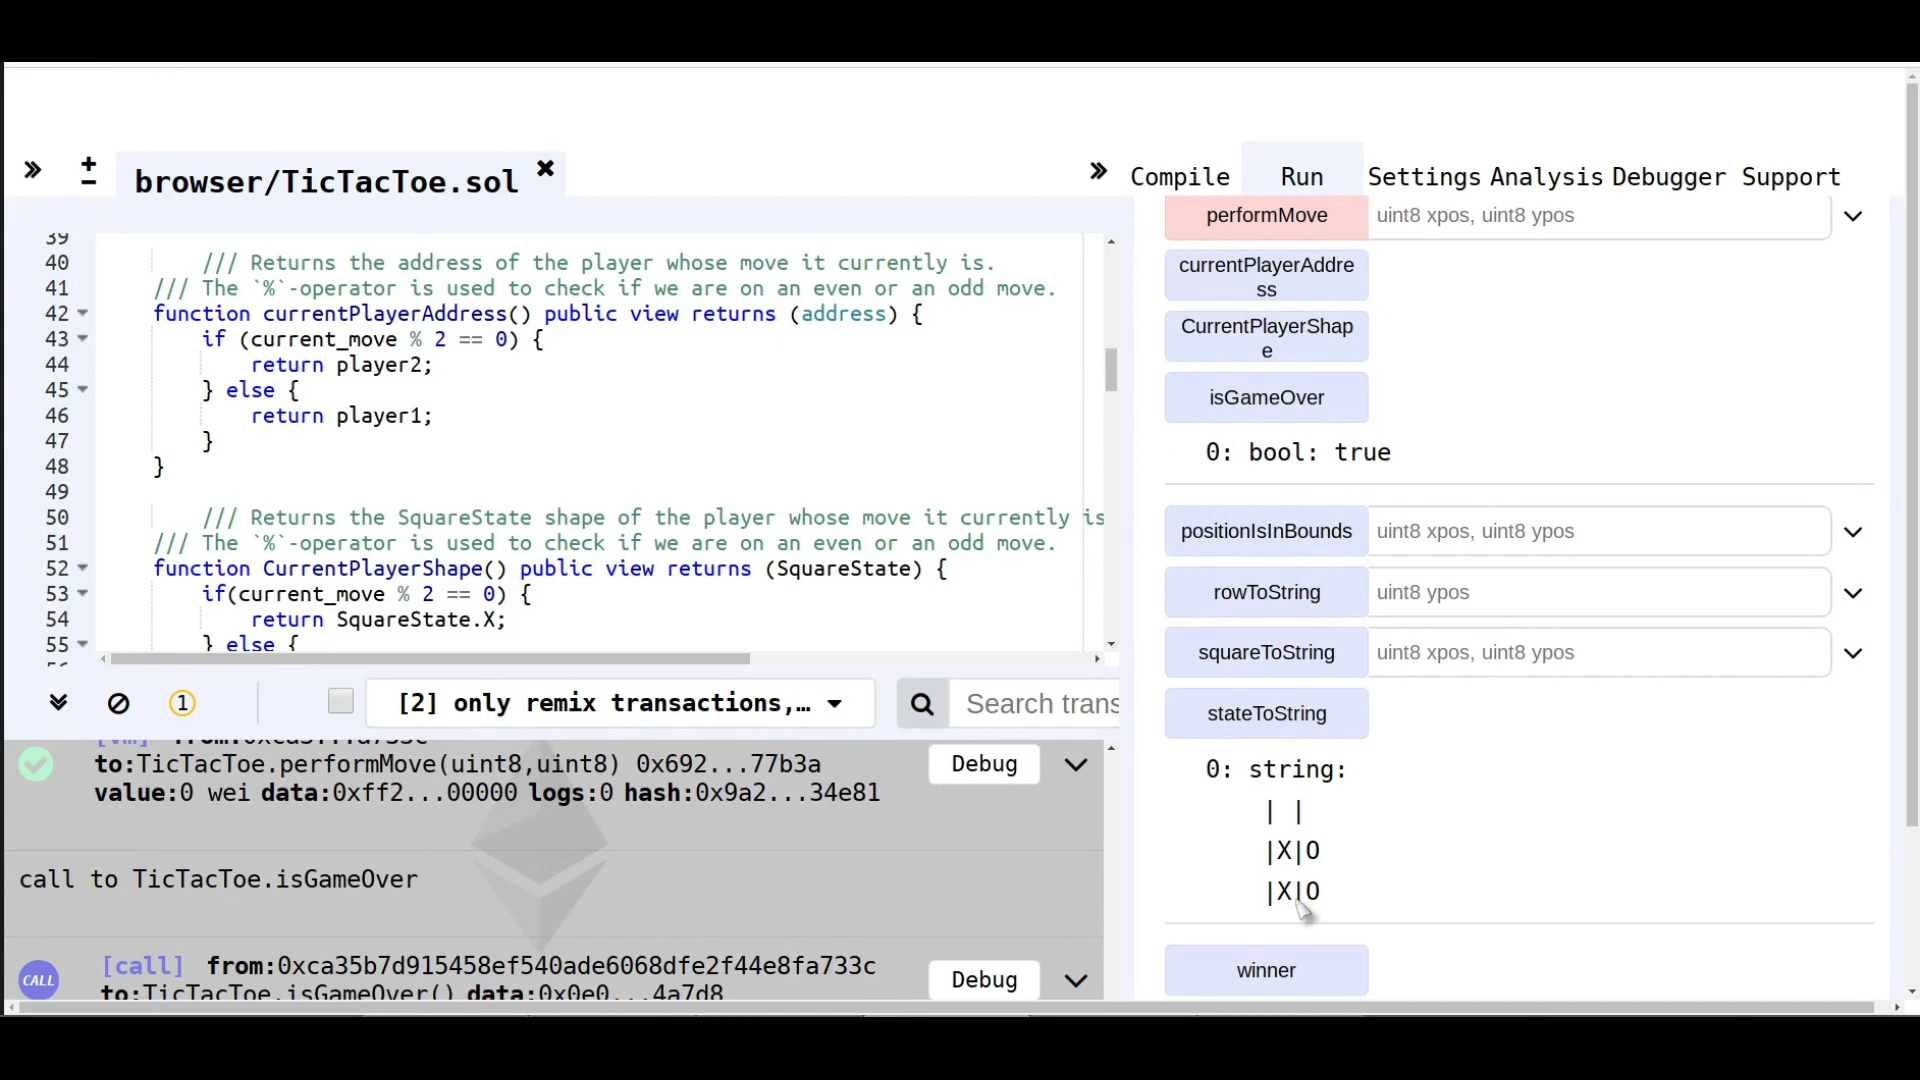 browser/TicTacToe.sol
Compile Run Settings Analysis Debugger Support
39
40 /// Returns the address of the player whose move it currently is.
41 /// The `%`-operator is used to check if we are on an even or an odd move.
42 function currentPlayerAddress() public view returns (address) {
43 if (current_move % 2 == 0) {
44 return player2;
45 } else {
46 return player1;
47 }
48 }
49
50 /// Returns the SquareState shape of the player whose move it currently is
51 /// The `%`-operator is used to check if we are on an even or an odd move.
52 function CurrentPlayerShape() public view returns (SquareState) {
53 if(current_move % 2 == 0) {
54 return SquareState.X;
55 } else {
1
[2] only remix transactions,…
Search trans
to:TicTacToe.performMove(uint8,uint8) 0x692...77b3a
value:0 wei data:0xff2...00000 logs:0 hash:0x9a2...34e81
Debug
call to TicTacToe.isGameOver
CALL
[call] from:0xca35b7d915458ef540ade6068dfe2f44e8fa733c
to:TicTacToe.isGameOver() data:0x0e0...4a7d8
Debug
performMove uint8 xpos, uint8 ypos
currentPlayerAddre
ss
CurrentPlayerShap
e
isGameOver
0: bool: true
positionIsInBounds uint8 xpos, uint8 ypos
rowToString uint8 ypos
squareToString uint8 xpos, uint8 ypos
stateToString
0: string:
| |
|X|O
|X|O
winner